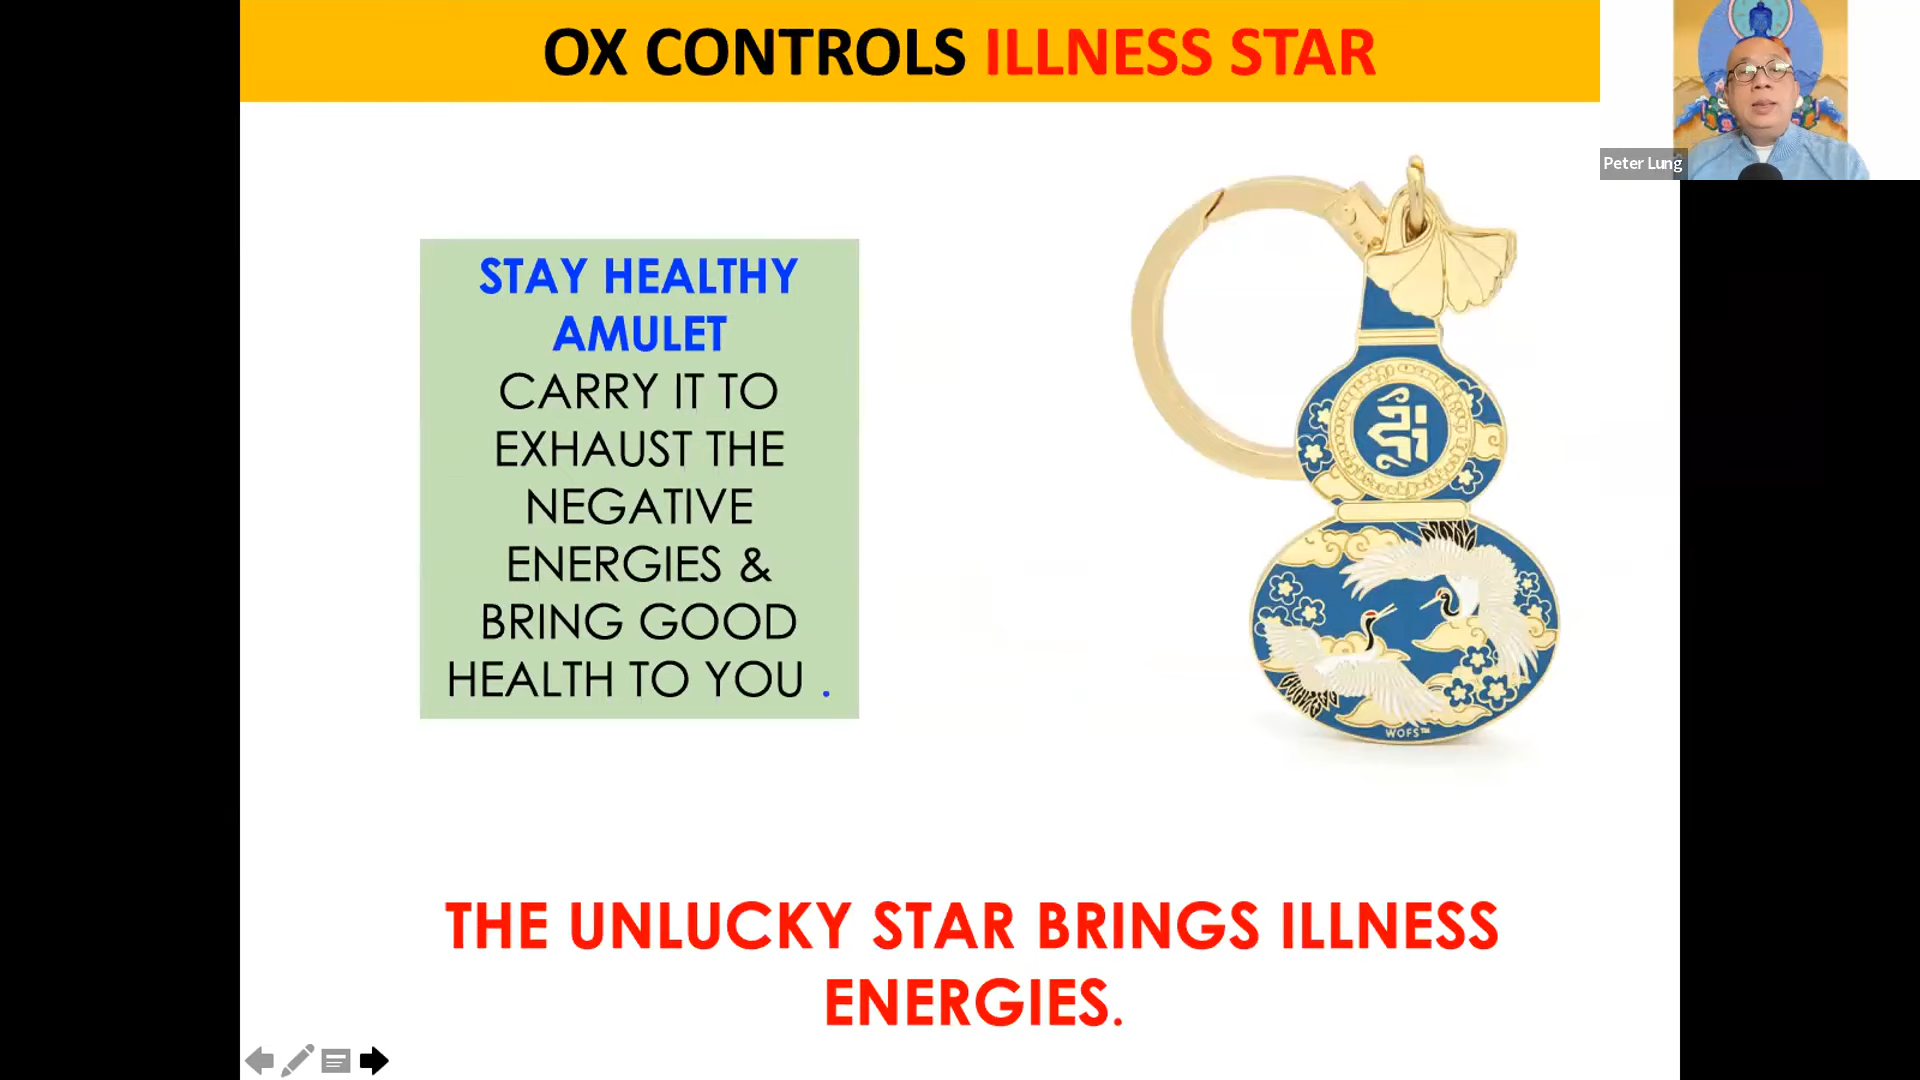 OX CONTROLS ILLNESS STAR
Peter Lung
STAY HEALTHY
AMULET
CARRY IT TO
EXHAUST THE
NEGATIVE
ENERGIES &
BRING GOOD
HEALTH TO YOU .
WOFS™
THE UNLUCKY STAR BRINGS ILLNESS
ENERGIES.